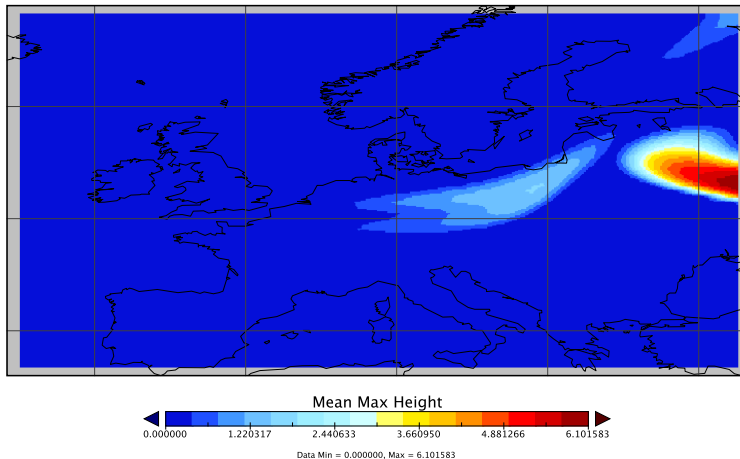 Mean Max Height
0.000000 1.220317 2.440633 3.660950 4.881266 6.101583
Data Min = 0.000000, Max = 6.101583